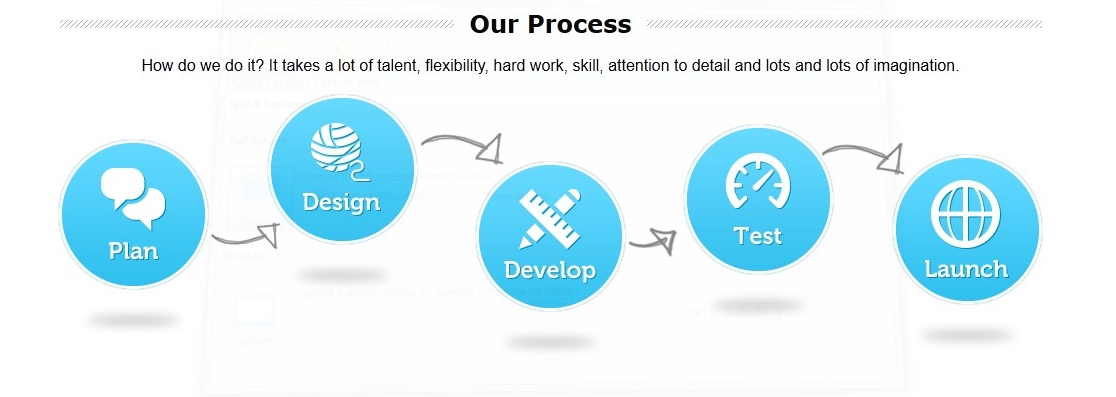 Our Process
How do we do it? It takes a lot of talent, flexibility, hard work, skill, attention to detail and lots and lots of imagination.
Plan
Design
Develop
Test
Launch